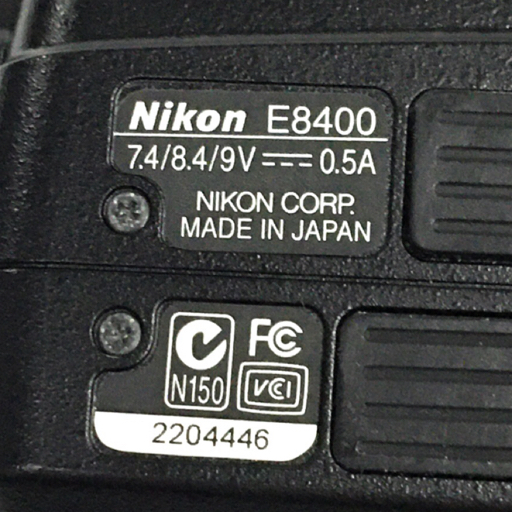 Nikon E8400
7.4/8.4/9V 0.5A
NIKON CORP.
MADE IN JAPAN
FC
N150 VCI
2204446